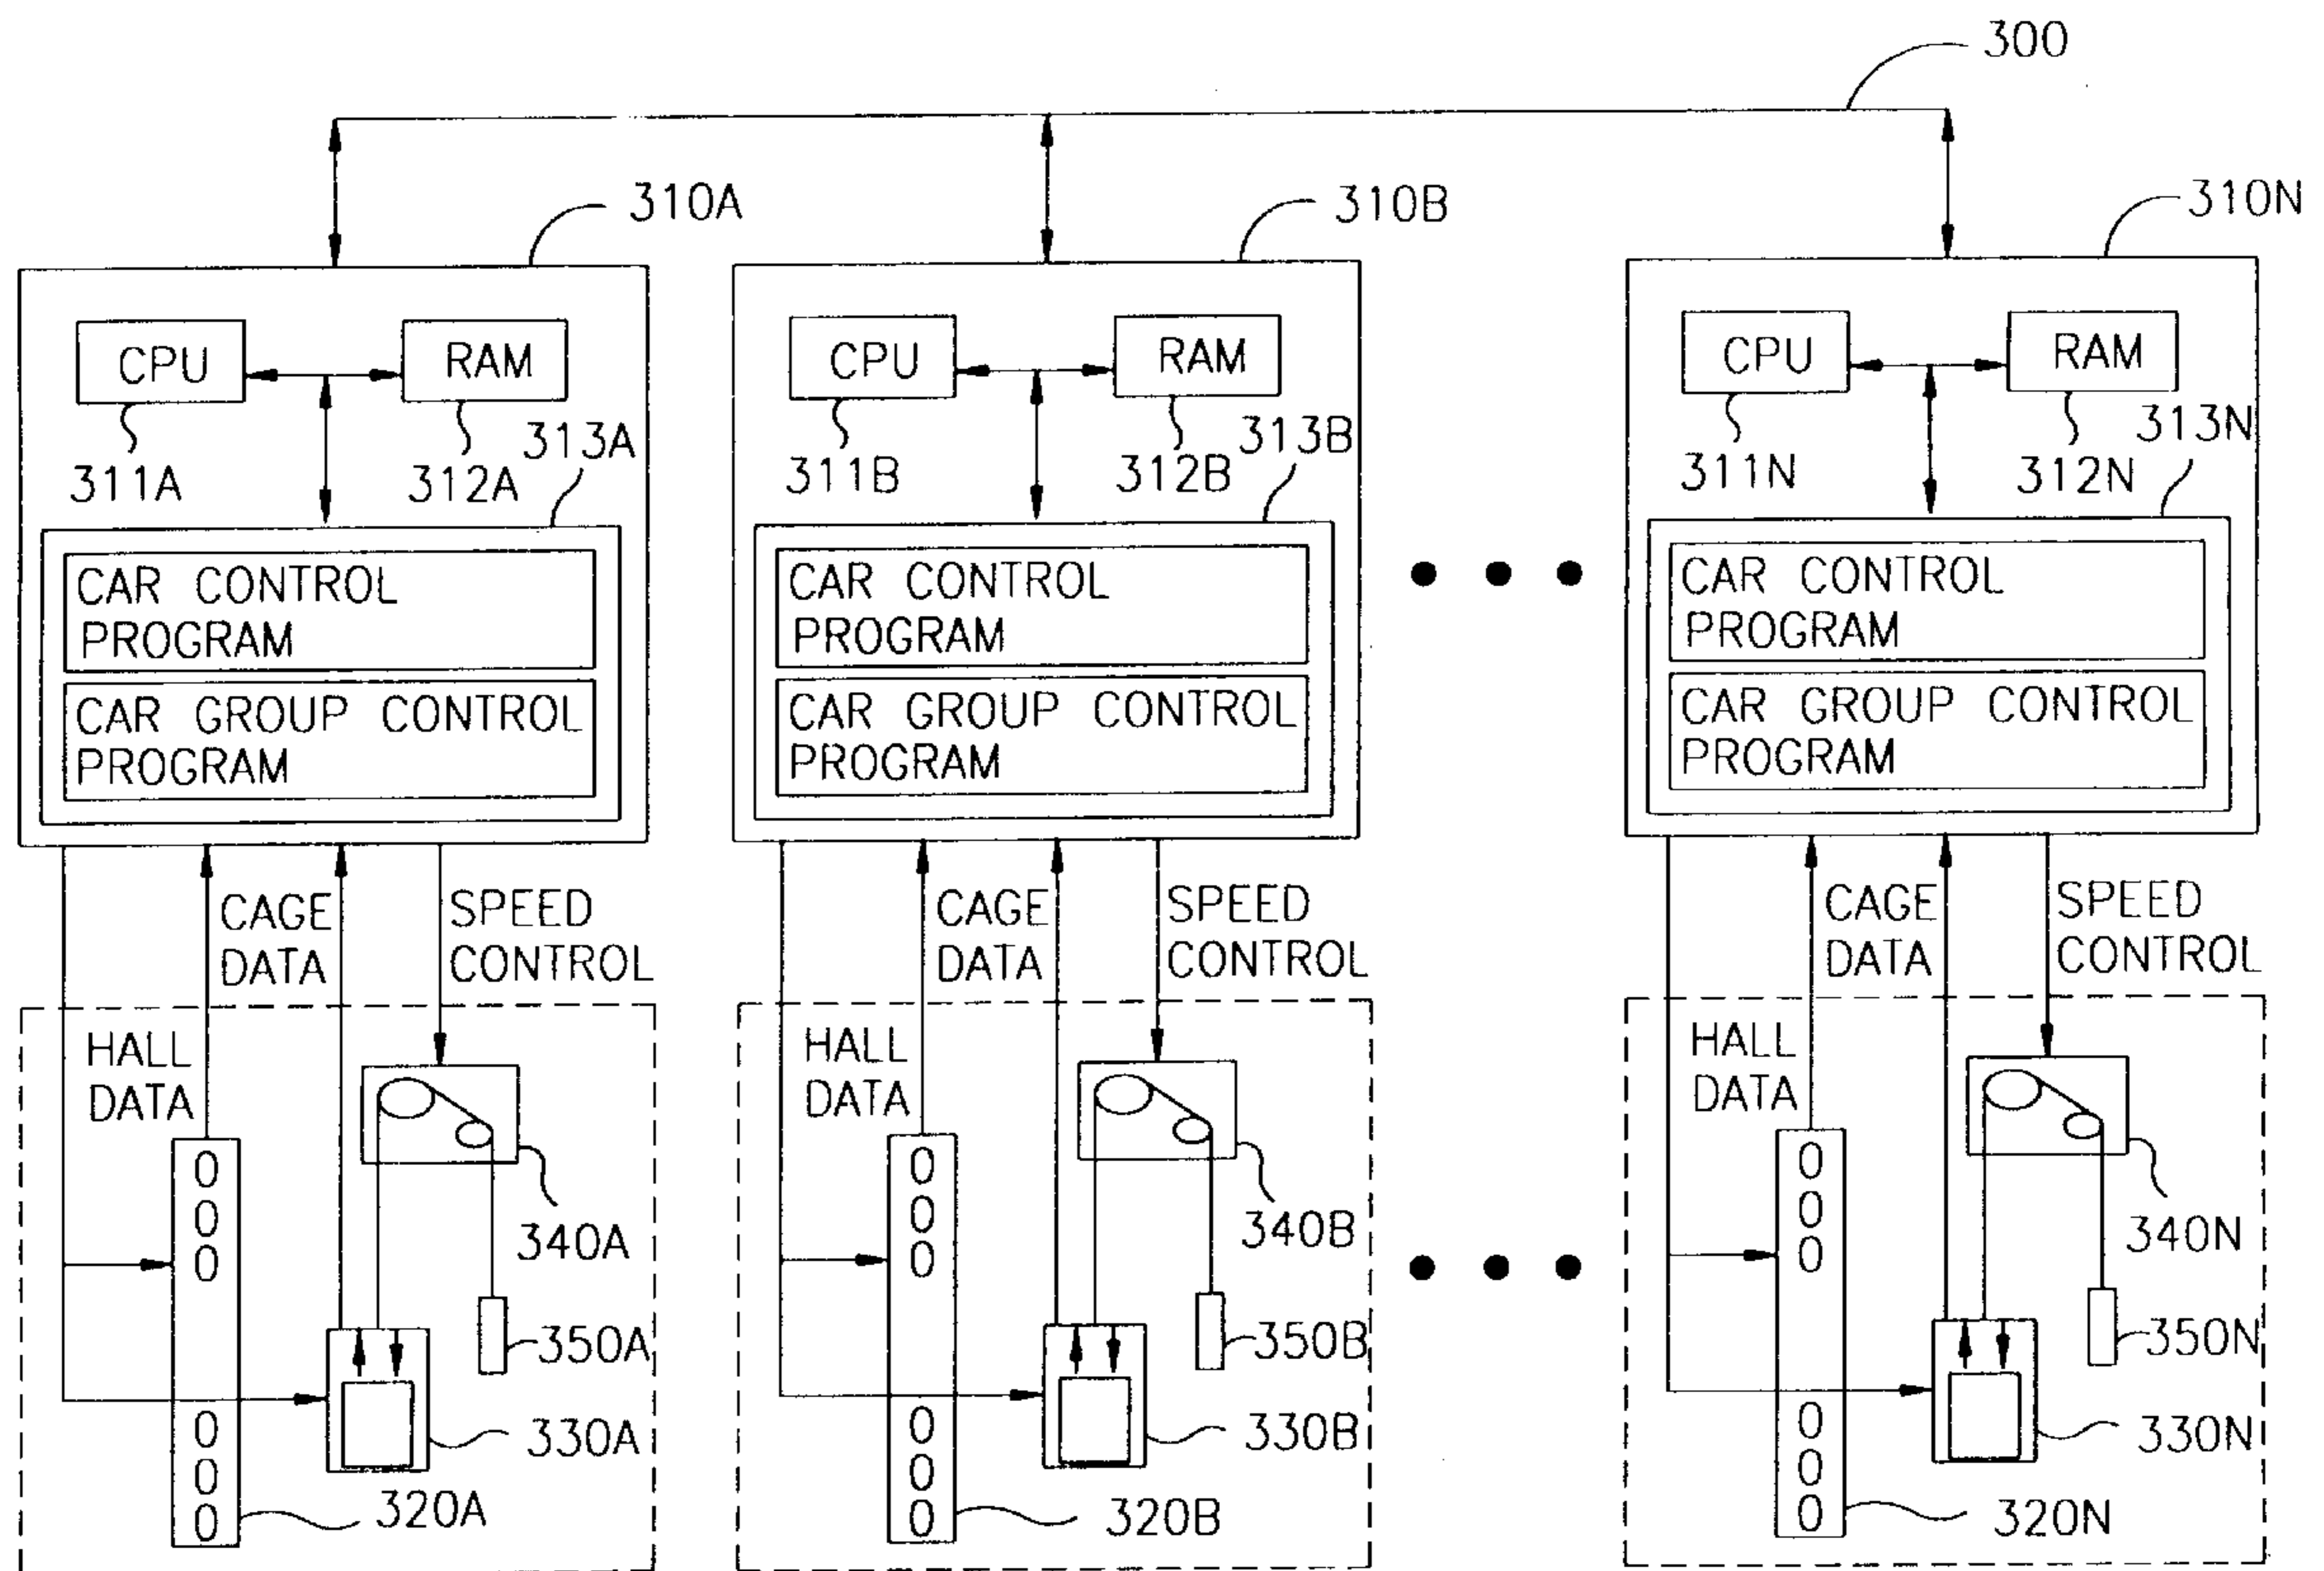 300
310A
310B
310N
CPU
RAM
CPU
RAM
CPU
RAM
311A
312A
313A
311B
312B
313B
311N
312N
313N
CAR CONTROL
PROGRAM
CAR GROUP CONTROL
PROGRAM
CAR CONTROL
PROGRAM
CAR GROUP CONTROL
PROGRAM
CAR CONTROL
PROGRAM
CAR GROUP CONTROL
PROGRAM
CAGE
DATA
SPEED
CONTROL
CAGE
DATA
SPEED
CONTROL
CAGE
DATA
SPEED
CONTROL
HALL
DATA
340A
350A
330A
320A
HALL
DATA
340B
350B
330B
320B
HALL
DATA
340N
350N
330N
320N